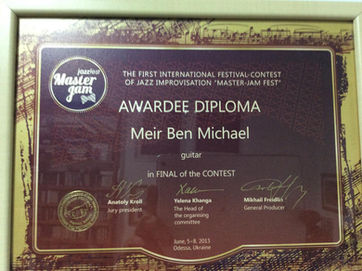 jazzfest
Master
jam
THE FIRST INTERNATIONAL FESTIVAL-CONTEST
OF JAZZ IMPROVISATION "MASTER-JAM FEST"
AWARDEE DIPLOMA
Meir Ben Michael
guitar
in FINAL of the CONTEST
Anatoly Kroll
Jury president
Yelena Khanga
The Head of
the organising
committee
Mikhail Freidlin
General Producer
June, 5-8, 2013
Odessa, Ukraine